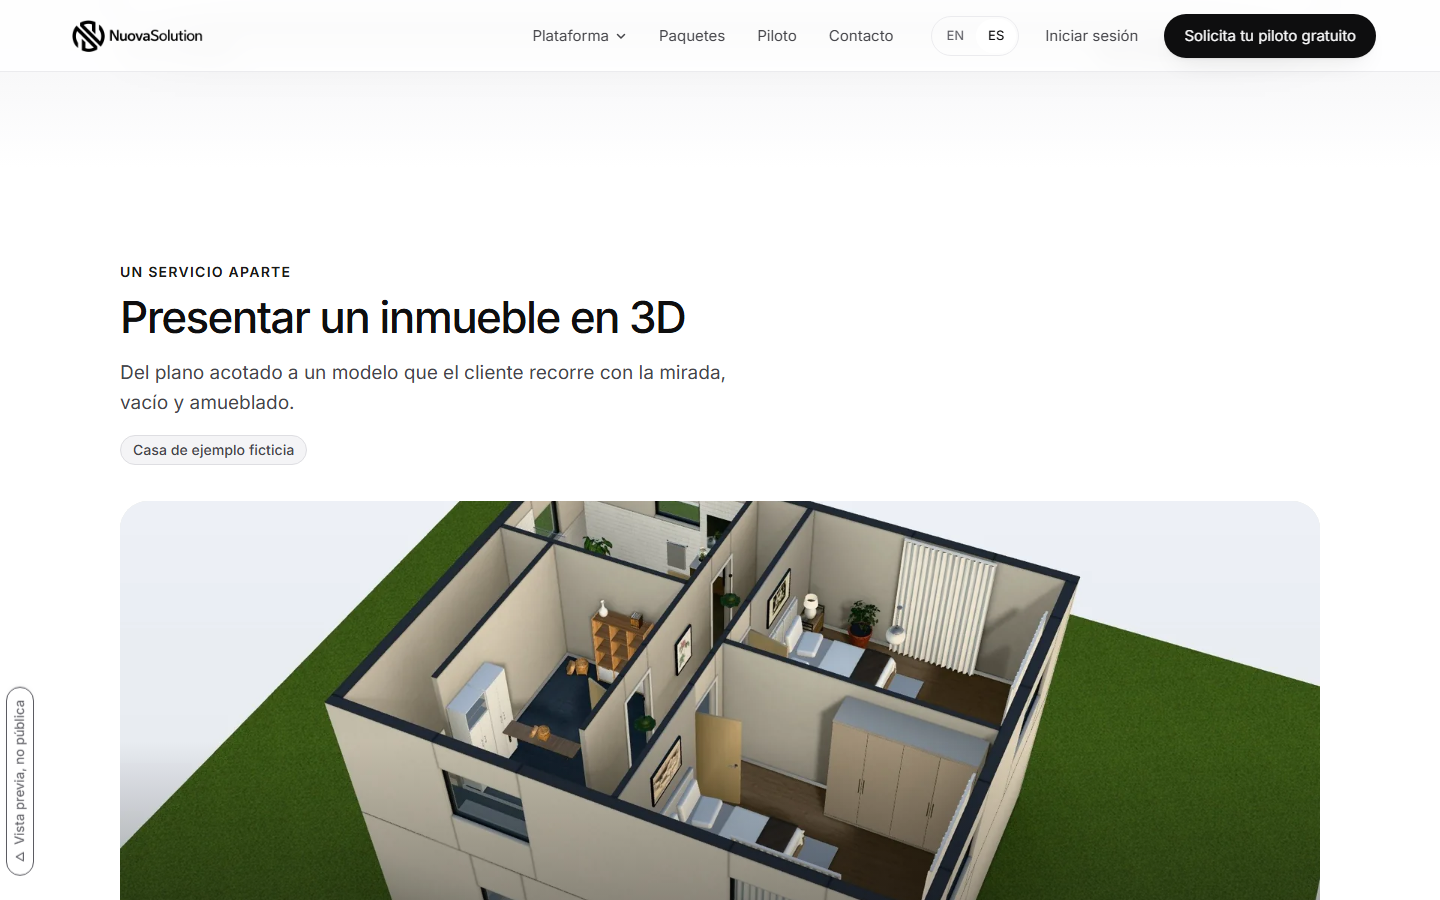 NuovaSolution
Plataforma
Paquetes
Piloto
Contacto
EN
ES
Iniciar sesión
Solicita tu piloto gratuito
UN SERVICIO APARTE
Presentar un inmueble en 3D
Del plano acotado a un modelo que el cliente recorre con la mirada,
vacío y amueblado.
Casa de ejemplo ficticia
Vista previa, no pública